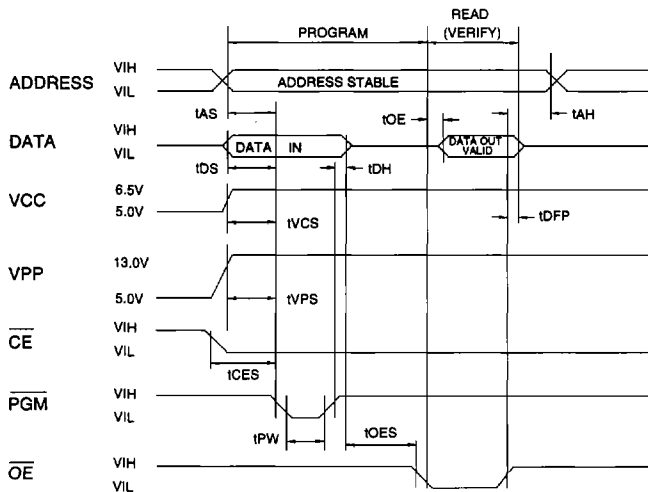 READ
PROGRAM (VERIFY)
ADDRESS VIH
VIL ADDRESS STABLE
tAS tOE tAH
DATA VIH
VIL DATA IN DATA OUT VALID
tDS tDH
VCC 6.5V
5.0V tVCS tDFP
VPP 13.0V
5.0V tVPS
CE VIH
VIL
tCES
PGM VIH
VIL
tPW tOES
OE VIH
VIL